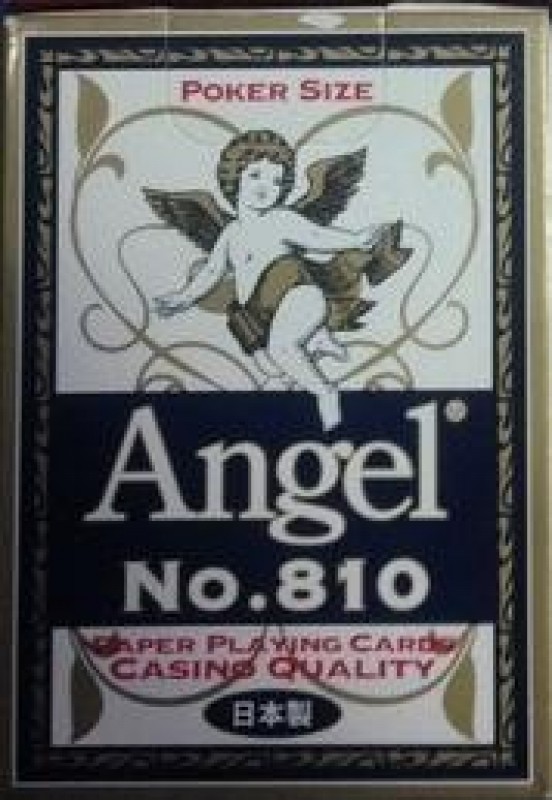 POKER SIZE
Angel®
No.810
PAPER PLAYING CARDS
CASINO QUALITY
日本製